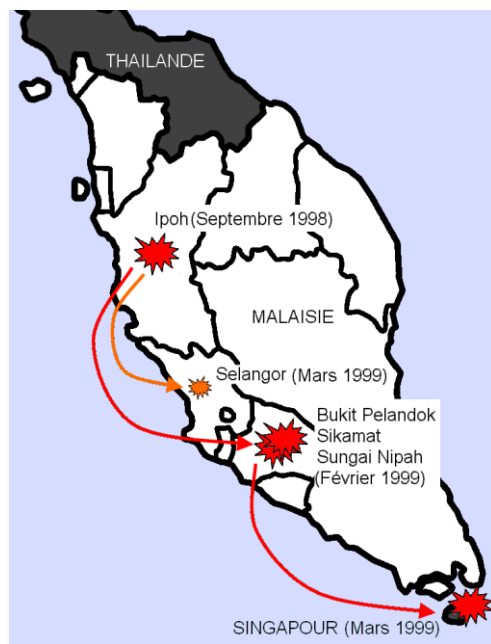 THAILANDE
Ipoh (Septembre 1998)
MALAISIE
Selangor (Mars 1999)
Bukit Pelandok
Sikamat
Sungai Nipah
(Février 1999)
SINGAPOUR (Mars 1999)